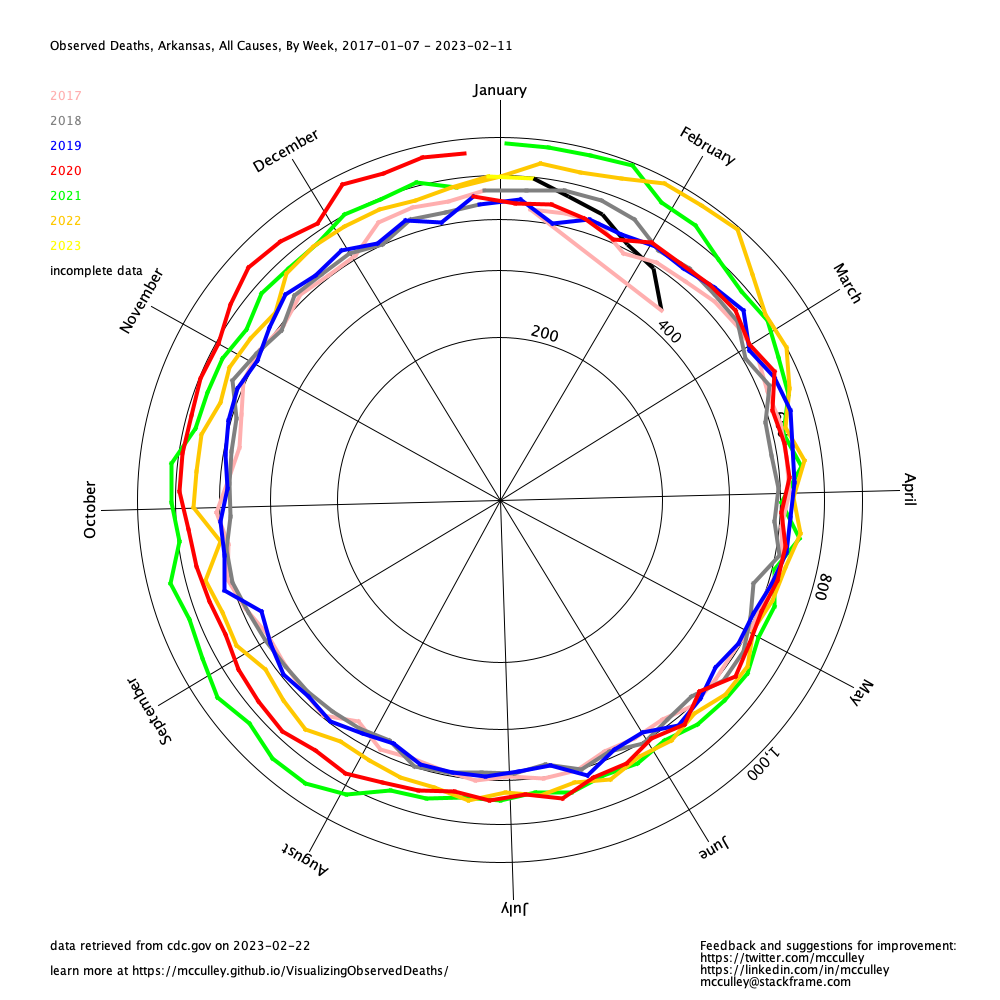 Observed Deaths, Arkansas, All Causes, By Week, 2017-01-07 - 2023-02-11
January
2017
2018
2019
2020
2021
2022
2023
incomplete data
December
February
November
March
200
400
October
April
800
September
May
1,000
August
June
July
data retrieved from cdc.gov on 2023-02-22
learn more at https://mcculley.github.io/VisualizingObservedDeaths/
Feedback and suggestions for improvement:
https://twitter.com/mcculley
https://linkedin.com/in/mcculley
mcculley@stackframe.com